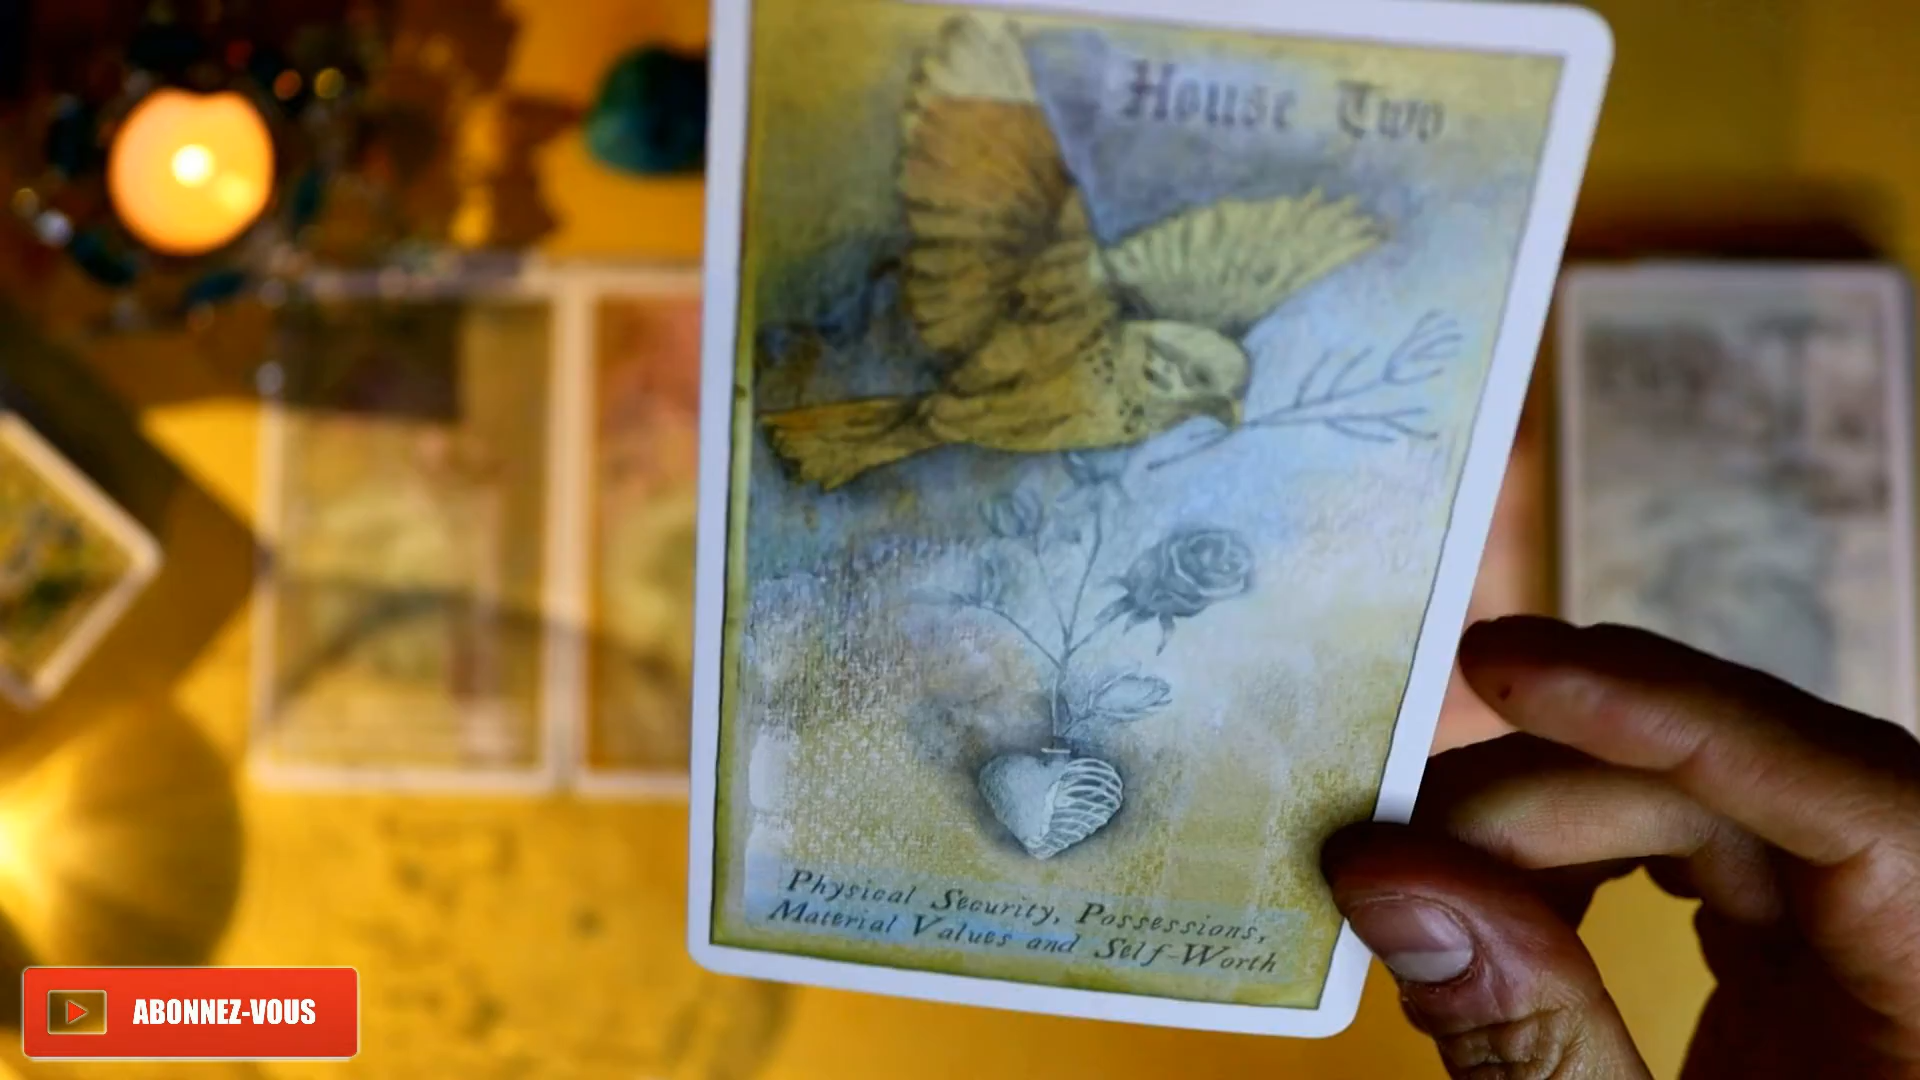 House Two
Physical Security, Possessions,
Material Values and Self-Worth
ABONNEZ-VOUS